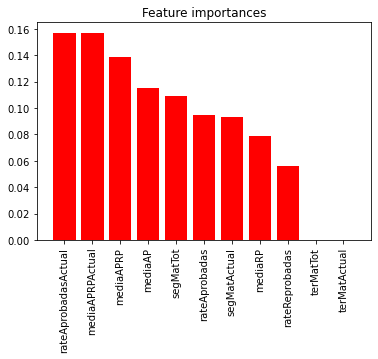 Feature importances
0.16
0.14
0.12
0.10
0.08
0.06
0.04
0.02
0.00
rateAprobadasActual
mediaAPRPActual
mediaAPRP
mediaAP
segMatTot
rateAprobadas
segMatActual
mediaRP
rateReprobadas
terMatTot
terMatActual